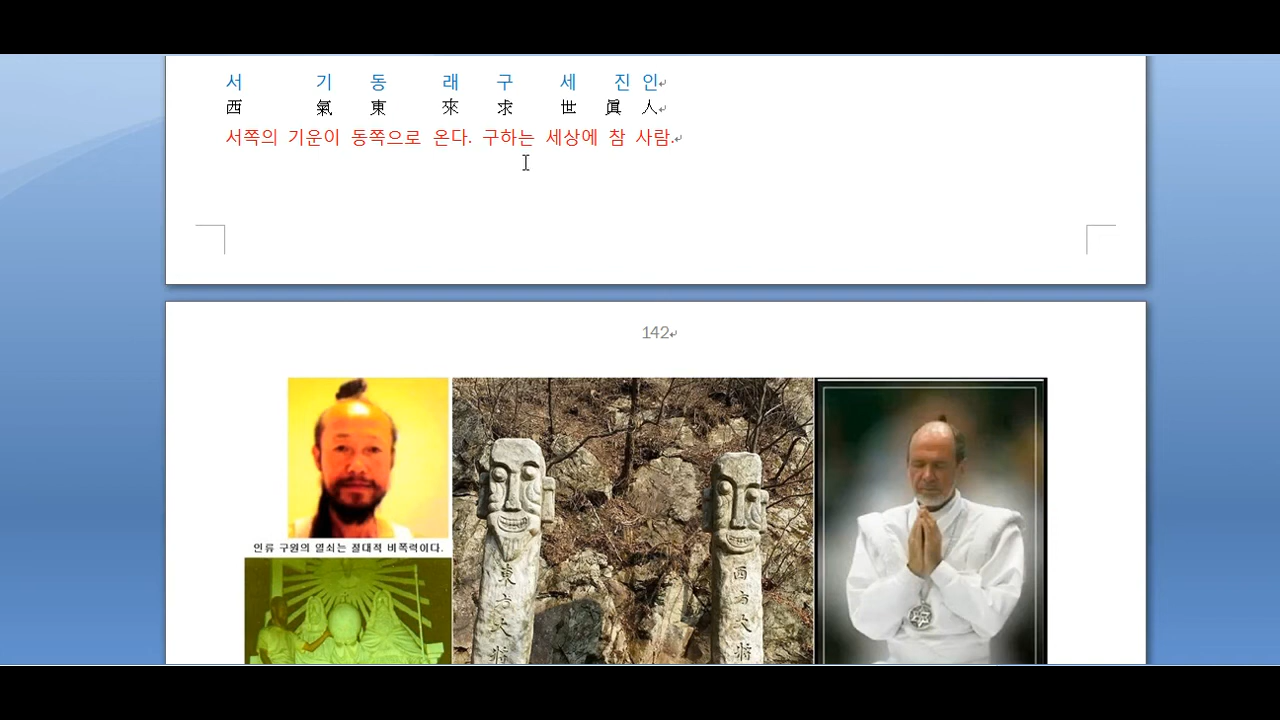 서 기 동 래 구 세 진 인
西 氣 東 來 求 世 眞 人
서쪽의 기운이 동쪽으로 온다. 구하는 세상에 참 사람.
142
인류 구원의 열쇠는 절대적 비폭력이다.
東方大將
西方大將